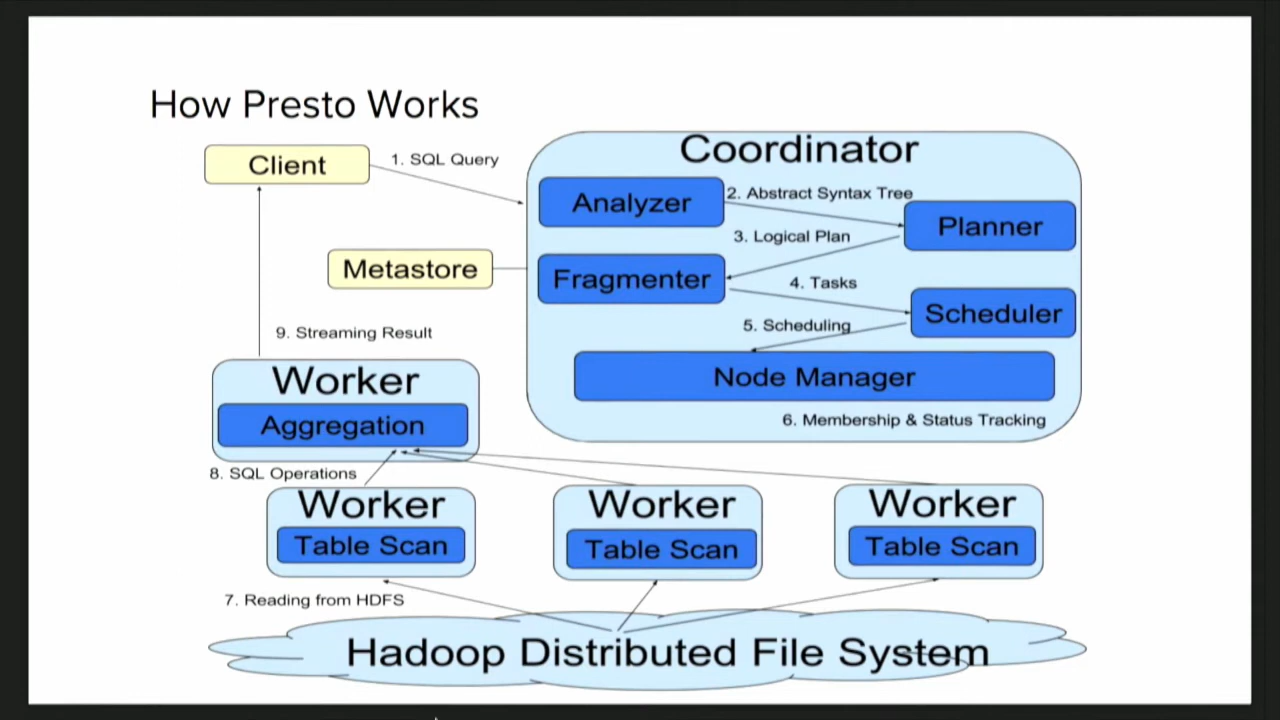 How Presto Works
Coordinator
Client
1. SQL Query
Analyzer
2. Abstract Syntax Tree
Planner
3. Logical Plan
Metastore
Fragmenter
4. Tasks
Scheduler
5. Scheduling
9. Streaming Result
Node Manager
Worker
Aggregation
6. Membership & Status Tracking
8. SQL Operations
Worker
Table Scan
Worker
Table Scan
Worker
Table Scan
7. Reading from HDFS
Hadoop Distributed File System